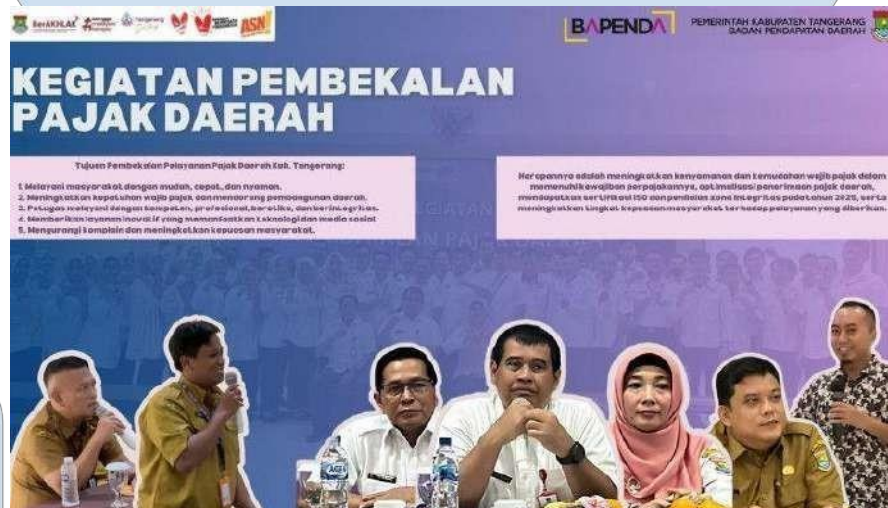 BerAKHLAK
ASN
BAPENDA
PEMERINTAH KABUPATEN TANGERANG
BADAN PENDAPATAN DAERAH
KEGIATAN PEMBEKALAN
PAJAK DAERAH
Tujuan Pembekalan Pelayanan Pajak Daerah Kab. Tangerang:
1. Melayani masyarakat dengan mudah, cepat, dan nyaman.
2. Meningkatkan kepatuhan wajib pajak dan mendorong pembangunan daerah.
3. Petugas melayani dengan kompeten, profesional, beretika, dan berintegritas.
4. Memberikan layanan inovatif yang memanfaatkan teknologi dan media sosial
5. Mengurangi komplain dan meningkatkan kepuasan masyarakat.
Harapannya adalah meningkatkan kenyamanan dan kemudahan wajib pajak dalam
memenuhi kewajiban perpajakannya, optimalisasi penerimaan pajak daerah,
mendapatkan sertifikasi ISO dan penilaian zona integritas pada tahun 2025, serta
meningkatkan tingkat kepuasan masyarakat terhadap pelayanan yang diberikan.